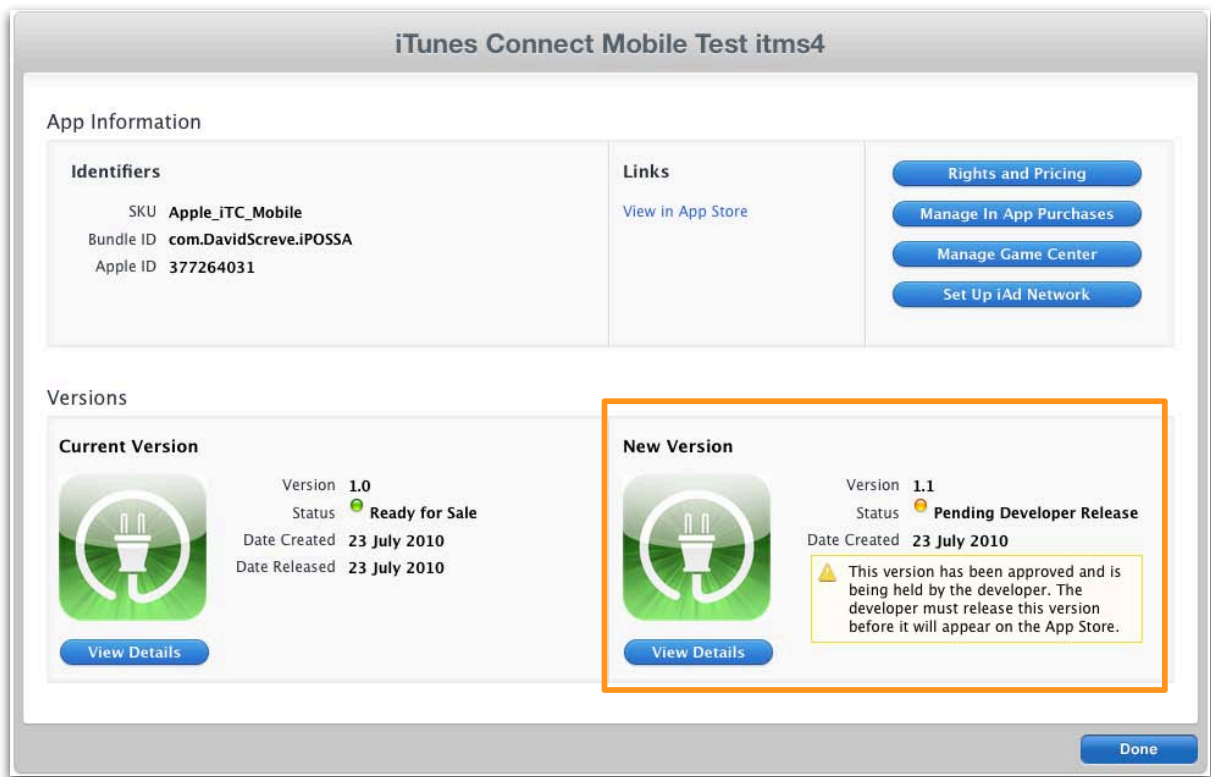 iTunes Connect Mobile Test itms4
App Information
Identifiers
SKU Apple_iTC_Mobile
Bundle ID com.DavidScreve.iPOSSA
Apple ID 377264031
Links
View in App Store
Rights and Pricing
Manage In App Purchases
Manage Game Center
Set Up iAd Network
Versions
Current Version
Version 1.0
Status Ready for Sale
Date Created 23 July 2010
Date Released 23 July 2010
View Details
New Version
Version 1.1
Status Pending Developer Release
Date Created 23 July 2010
This version has been approved and is
being held by the developer. The
developer must release this version
before it will appear on the App Store.
View Details
Done